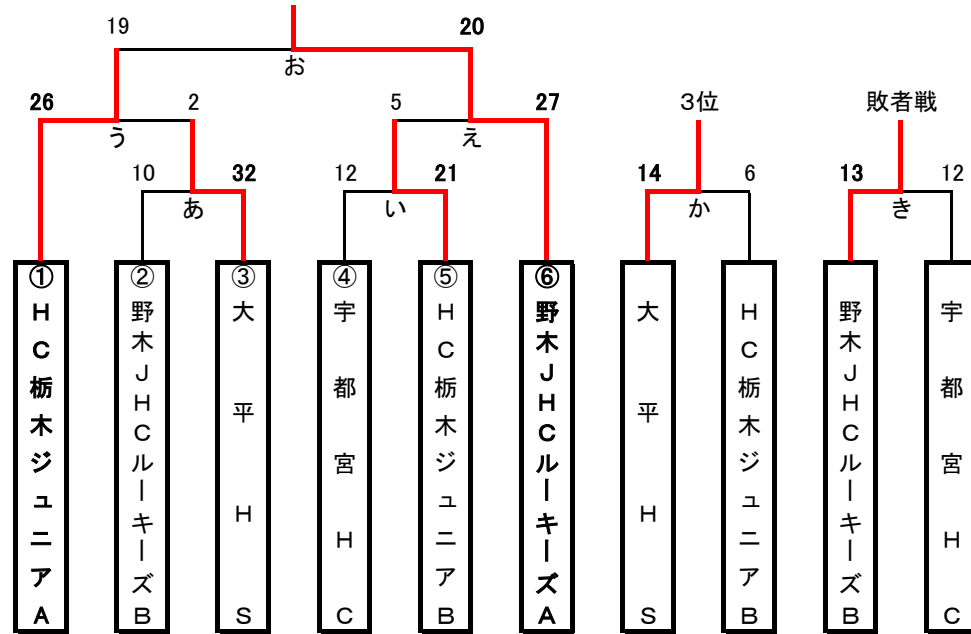 19 20
お
26 2 5 27 3位 敗者戦
う え
10 32 12 21 14 6 13 12
あ い か き
①HC栃木ジュニアA
②野木JHCルーキーズB
③大平HS
④宇都宮HC
⑤HC栃木ジュニアB
⑥野木JHCルーキーズA
大平HS
HC栃木ジュニアB
野木JHCルーキーズB
宇都宮HC